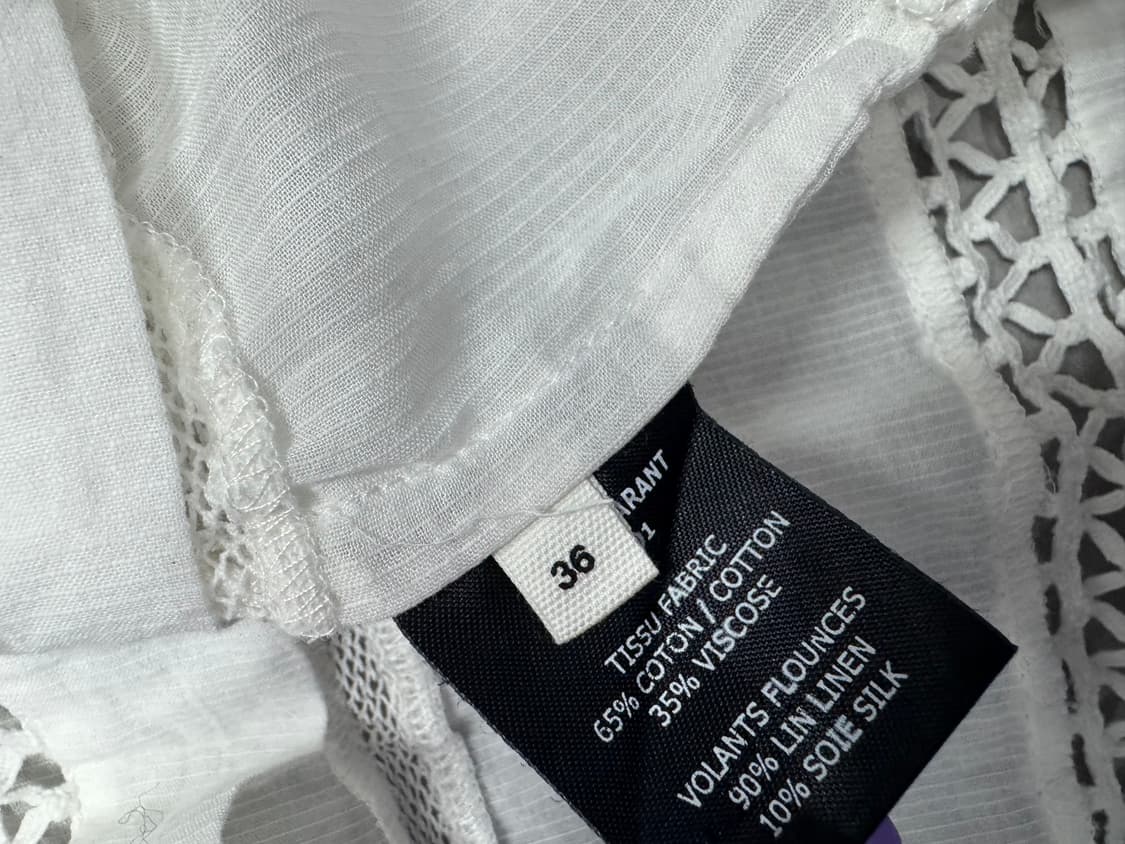 36
TISSU FABRIC
65% COTON / COTTON
35% VISCOSE
VOLANTS FLOUNCES
90% LIN LINEN
10% SOIE SILK